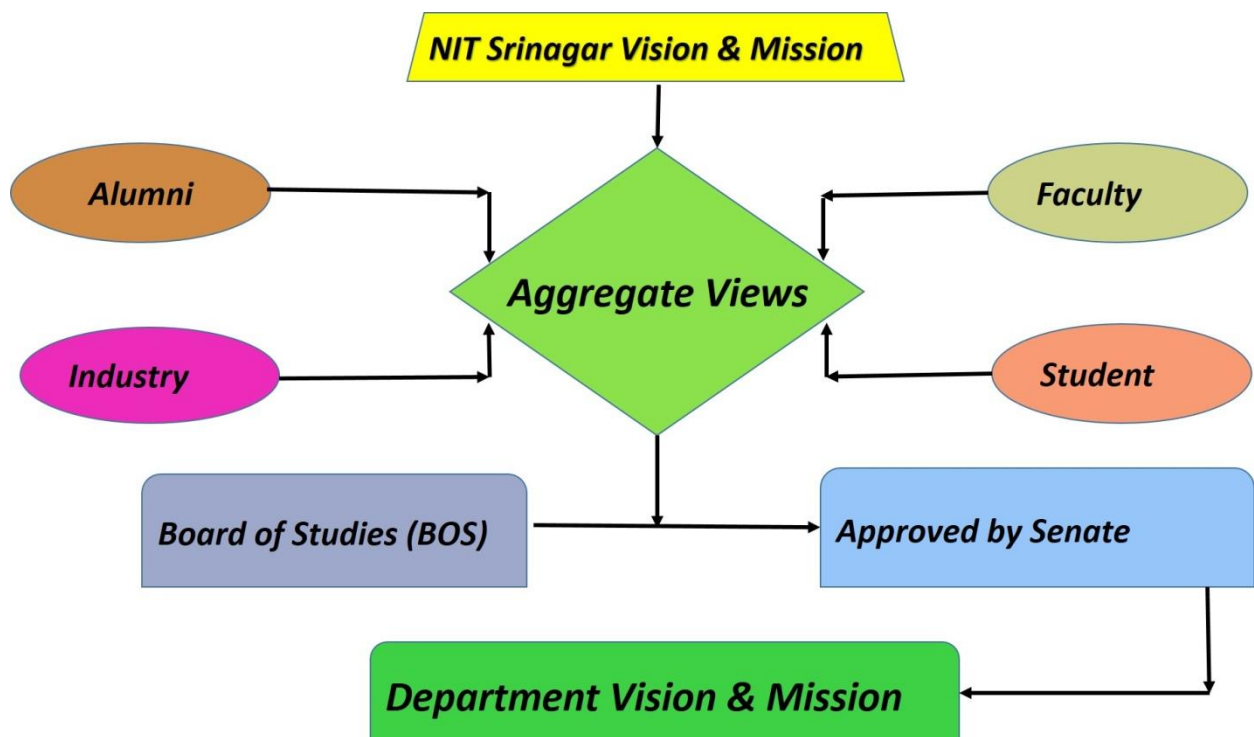 NIT Srinagar Vision & Mission
Alumni
Faculty
Aggregate Views
Industry
Student
Board of Studies (BOS)
Approved by Senate
Department Vision & Mission